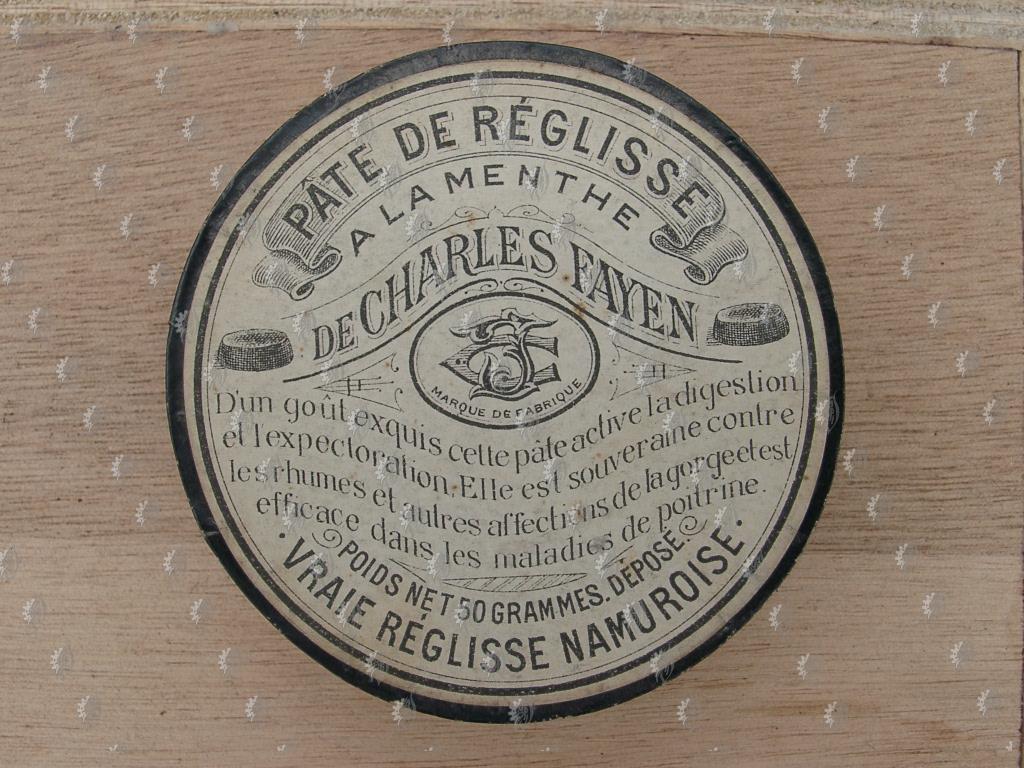 PÂTE DE RÉGLISSE
A LA MENTHE
DE CHARLES FAYEN
MARQUE DE FABRIQUE
D'un goût exquis cette pâte active la digestion
et l'expectoration. Elle est souveraine contre
les rhumes et autres affections de la gorge et est
efficace dans les maladies de poitrine.
POIDS NET 50 GRAMMES. DÉPOSÉ.
· VRAIE RÉGLISSE NAMUROISE ·